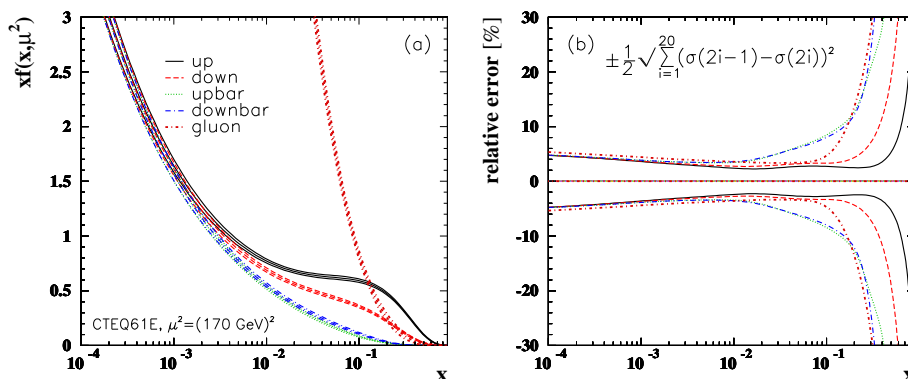 xf(x,μ²)
3
2.5
2
1.5
1
0.5
0
(a)
up
down
upbar
downbar
gluon
CTEQ61E, μ²=(170 GeV)²
10⁻⁴ 10⁻³ 10⁻² 10⁻¹
x
relative error [%]
30
20
10
0
-10
-20
-30
(b)
±½√∑²⁰ᵢ₌₁(σ(2i−1)−σ(2i))²
10⁻⁴ 10⁻³ 10⁻² 10⁻¹
x